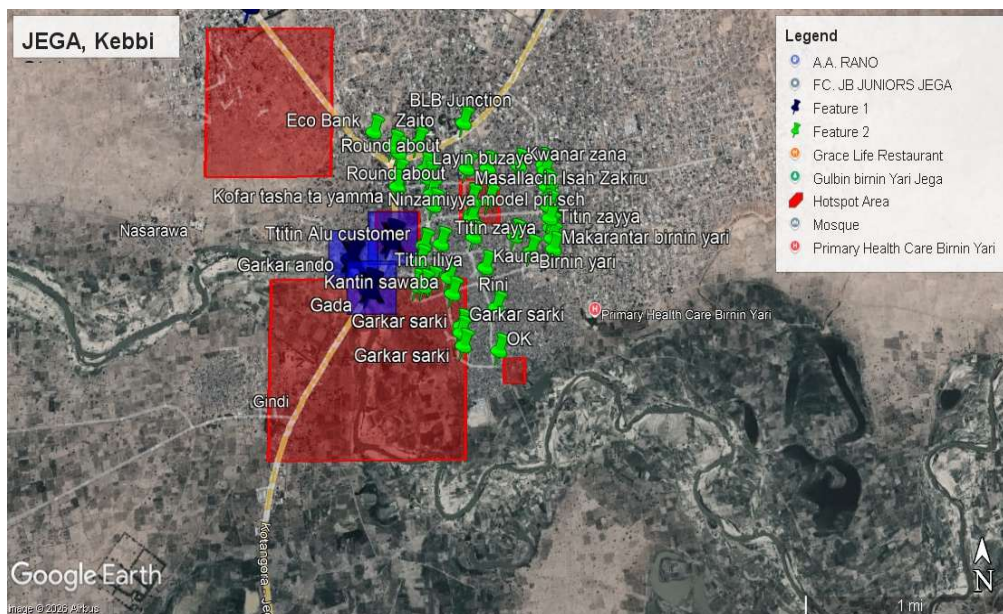 JEGA, Kebbi
Legend
A.A. RANO
FC. JB JUNIORS JEGA
Feature 1
Feature 2
Grace Life Restaurant
Gulbin birnin Yari Jega
Hotspot Area
Mosque
Primary Health Care Birnin Yari
BLB Junction
Eco Bank
Zaito
Round about
Layin buzaye
Kwanar zana
Round about
Masallacin Isah Zakiru
Kofar tasha ta yamma
Ninzamiyya model pri.sch
Titin zayya
Nasarawa
Ttitin Alu customer
Titin zayya
Makarantar birnin yari
Garkar ando
Titin iliya
Kaura
Birnin yari
Kantin sawaba
Rini
Gada
Garkar sarki
Garkar sarki
Primary Health Care Birnin Yari
Garkar sarki
OK
Gindi
Kotangora - Je
Google Earth
Image © 2026 Airbus
1 mi
N